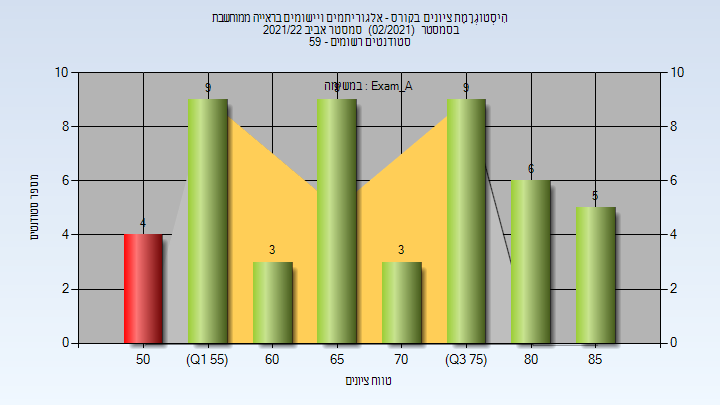 היסטוגרמת ציונים בקורס - אלגוריתמים ויישומים בראייה ממוחשבת
בסמסטר (02/2021) סמסטר אביב 2021/22
סטודנטים רשומים - 59
במשימה : Exam_A
10 10
8 8
6 6
4 4
2 2
0 0
מספר סטודנטים
4 9 3 9 3 9 6 5
50 (Q1 55) 60 65 70 (Q3 75) 80 85
טווח ציונים